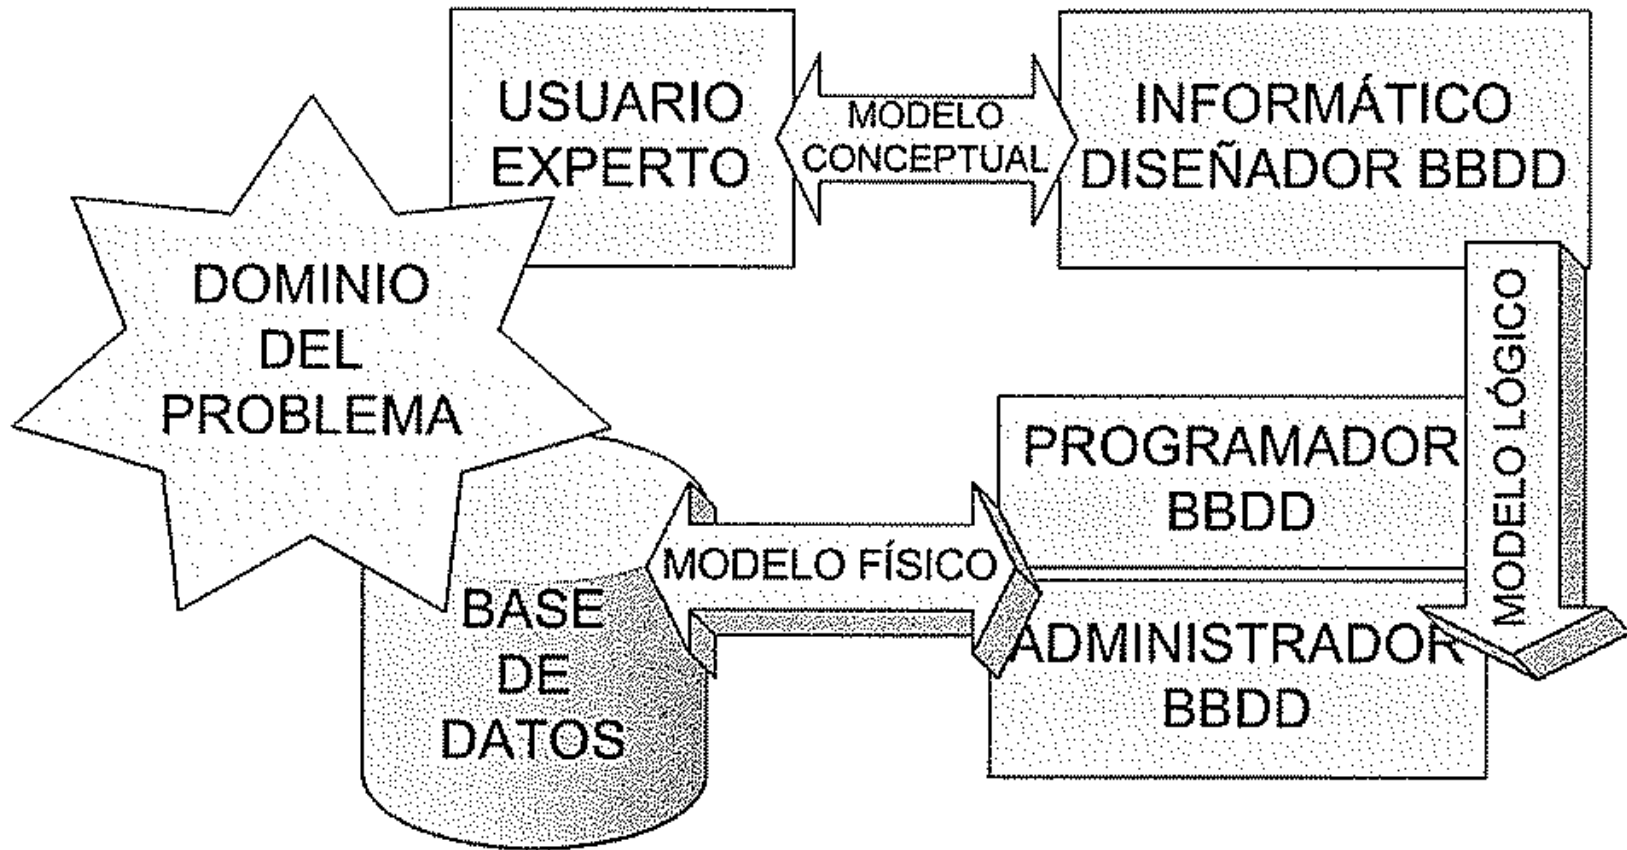 USUARIO
EXPERTO
MODELO
CONCEPTUAL
INFORMÁTICO
DISEÑADOR BBDD
DOMINIO
DEL
PROBLEMA
MODELO LÓGICO
PROGRAMADOR
BBDD
MODELO FÍSICO
ADMINISTRADOR
BBDD
BASE
DE
DATOS